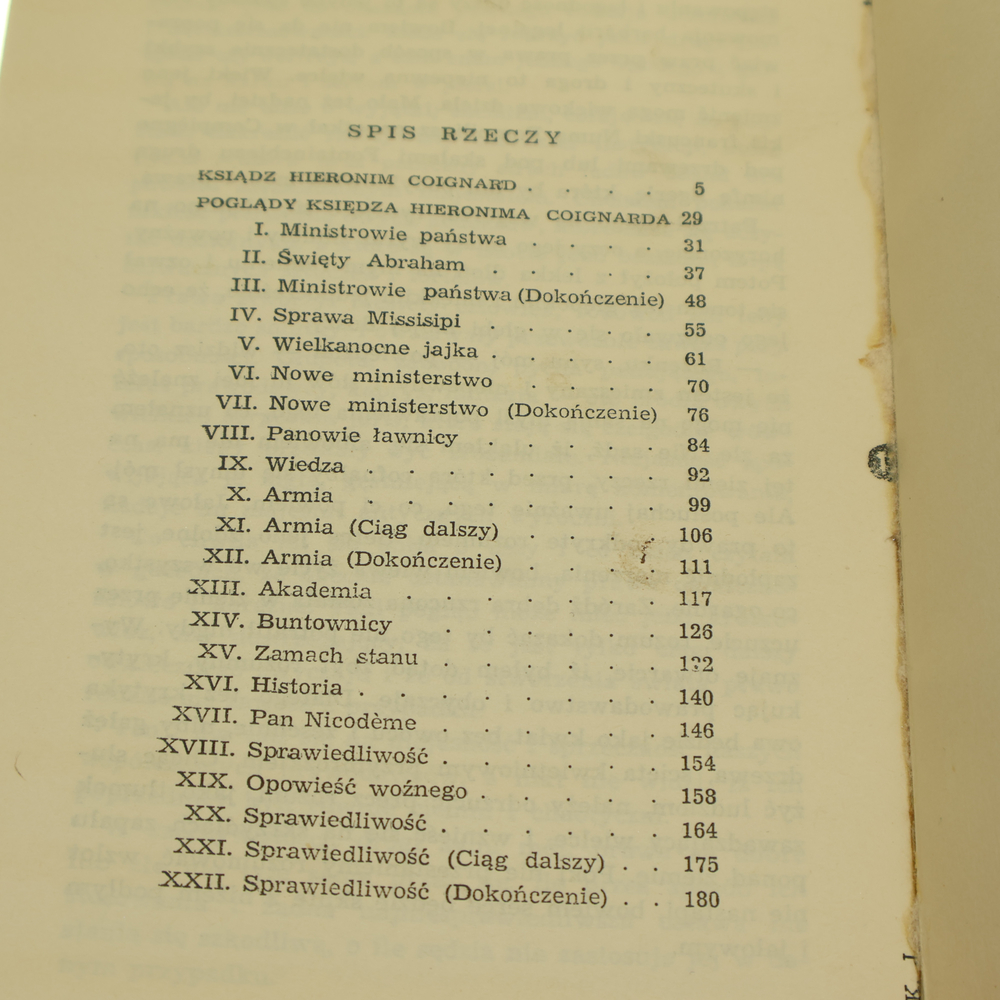 SPIS RZECZY
KSIĄDZ HIERONIM COIGNARD . . . . 5
POGLĄDY KSIĘDZA HIERONIMA COIGNARDA 29
I. Ministrowie państwa . . . . 31
II. Święty Abraham . . . . . 37
III. Ministrowie państwa (Dokończenie) 48
IV. Sprawa Missisipi . . . . . 55
V. Wielkanocne jajka . . . . . 61
VI. Nowe ministerstwo . . . . 70
VII. Nowe ministerstwo (Dokończenie) 76
VIII. Panowie ławnicy . . . . . 84
IX. Wiedza . . . . . . . . 92
X. Armia . . . . . . . . 99
XI. Armia (Ciąg dalszy) . . . . 106
XII. Armia (Dokończenie) . . . . 111
XIII. Akademia . . . . . . . 117
XIV. Buntownicy . . . . . . 126
XV. Zamach stanu . . . . . . 132
XVI. Historia . . . . . . . . 140
XVII. Pan Nicodème . . . . . 146
XVIII. Sprawiedliwość . . . . . . 154
XIX. Opowieść woźnego . . . . . 158
XX. Sprawiedliwość . . . . . . 164
XXI. Sprawiedliwość (Ciąg dalszy) . . 175
XXII. Sprawiedliwość (Dokończenie) . . 180